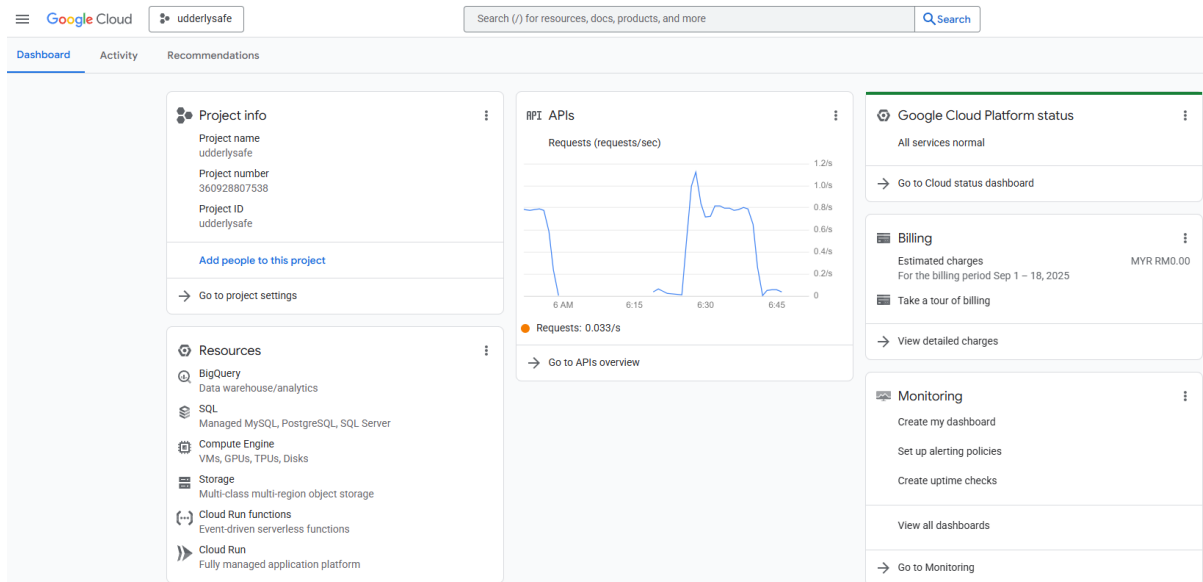 Google Cloud
udderlysafe
Search (/) for resources, docs, products, and more
Search
Dashboard
Activity
Recommendations
Project info
Project name
udderlysafe
Project number
360928807538
Project ID
udderlysafe
Add people to this project
Go to project settings
Resources
BigQuery
Data warehouse/analytics
SQL
Managed MySQL, PostgreSQL, SQL Server
Compute Engine
VMs, GPUs, TPUs, Disks
Storage
Multi-class multi-region object storage
Cloud Run functions
Event-driven serverless functions
Cloud Run
Fully managed application platform
API APIs
Requests (requests/sec)
1.2/s
1.0/s
0.8/s
0.6/s
0.4/s
0.2/s
0
6 AM
6:15
6:30
6:45
Requests: 0.033/s
Go to APIs overview
Google Cloud Platform status
All services normal
Go to Cloud status dashboard
Billing
Estimated charges
MYR RM0.00
For the billing period Sep 1 – 18, 2025
Take a tour of billing
View detailed charges
Monitoring
Create my dashboard
Set up alerting policies
Create uptime checks
View all dashboards
Go to Monitoring